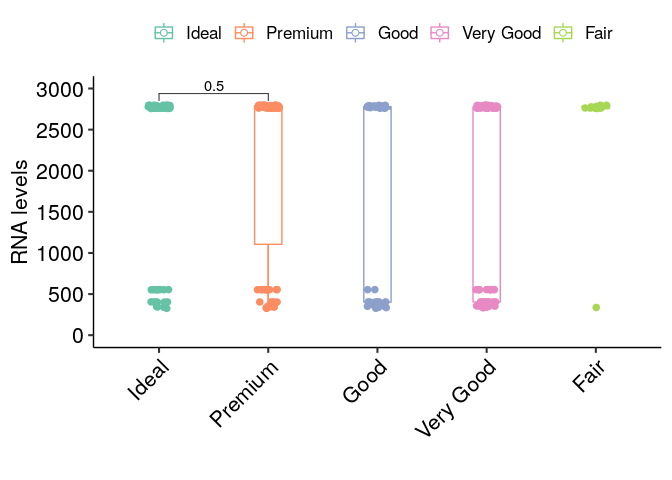 Ideal Premium Good Very Good Fair
0.5
3000
2500
2000
1500
1000
500
0
RNA levels
Ideal
Premium
Good
Very Good
Fair